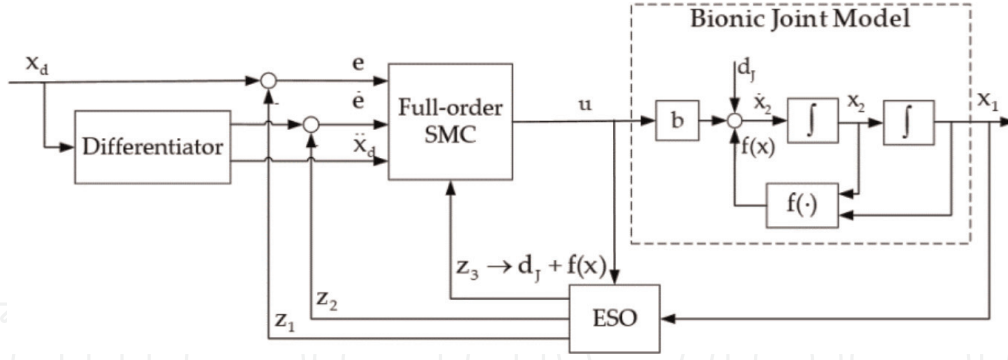 Bionic Joint Model
x_d
e
ė
ẍ_d
Differentiator
Full-order
SMC
u
b
d_J
ẋ_2
∫
x_2
∫
x_1
f(x)
f(·)
-
-
z_3 → d_J + f(x)
z_2
z_1
ESO